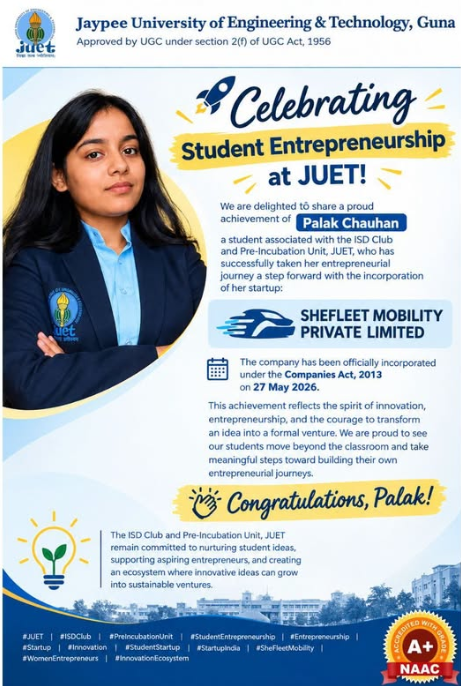 Jaypee University of Engineering & Technology, Guna
Approved by UGC under section 2(f) of UGC Act, 1956
juet
Celebrating
Student Entrepreneurship
at JUET!
We are delighted to share a proud
achievement of Palak Chauhan
a student associated with the ISD Club
and Pre-Incubation Unit, JUET, who has
successfully taken her entrepreneurial
journey a step forward with the incorporation
of her startup:
juet
SHEFLEET MOBILITY
PRIVATE LIMITED
The company has been officially incorporated
under the Companies Act, 2013
on 27 May 2026.
This achievement reflects the spirit of innovation,
entrepreneurship, and the courage to transform
an idea into a formal venture. We are proud to see
our students move beyond the classroom and take
meaningful steps toward building their own
entrepreneurial journeys.
Congratulations, Palak!
The ISD Club and Pre-Incubation Unit, JUET
remain committed to nurturing student ideas,
supporting aspiring entrepreneurs, and creating
an ecosystem where innovative ideas can grow
into sustainable ventures.
#JUET | #ISDClub | #PreIncubationUnit | #StudentEntrepreneurship | #Entrepreneurship |
#Startup | #Innovation | #StudentStartup | #StartupIndia | #SheFleetMobility |
#WomenEntrepreneurs | #InnovationEcosystem
ACCREDITED WITH GRADE
A+
NAAC